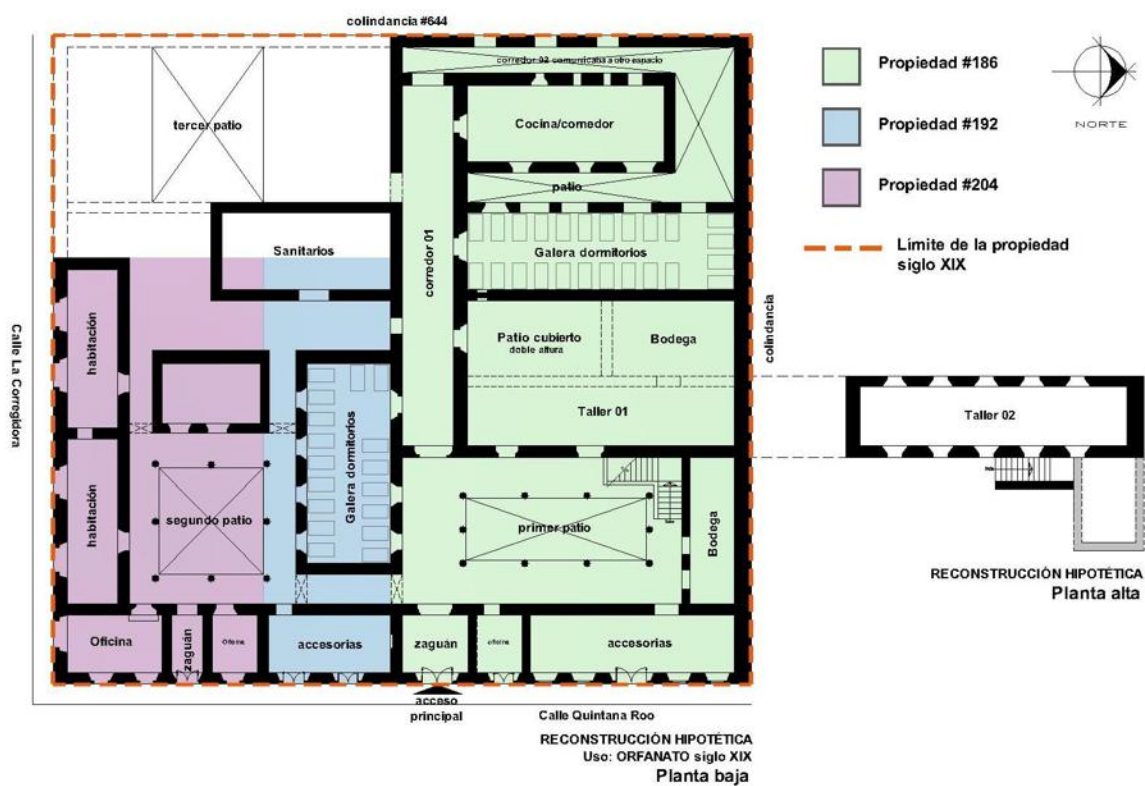 colindancia #644
corredor 02 comunicaba a otro espacio
Propiedad #186
NORTE
tercer patio
Cocina/comedor
Propiedad #192
patio
Propiedad #204
Sanitarios
corredor 01
Galera dormitorios
Límite de la propiedad
siglo XIX
Calle La Corregidora
habitación
Patio cubierto
doble altura
Bodega
colindancia
Taller 01
Taller 02
habitación
segundo patio
Galera dormitorios
primer patio
Bodega
RECONSTRUCCIÓN HIPOTÉTICA
Planta alta
Oficina
zaguán
Oficina
accesorias
zaguán
oficina
accesorias
acceso
principal
Calle Quintana Roo
RECONSTRUCCIÓN HIPOTÉTICA
Uso: ORFANATO siglo XIX
Planta baja